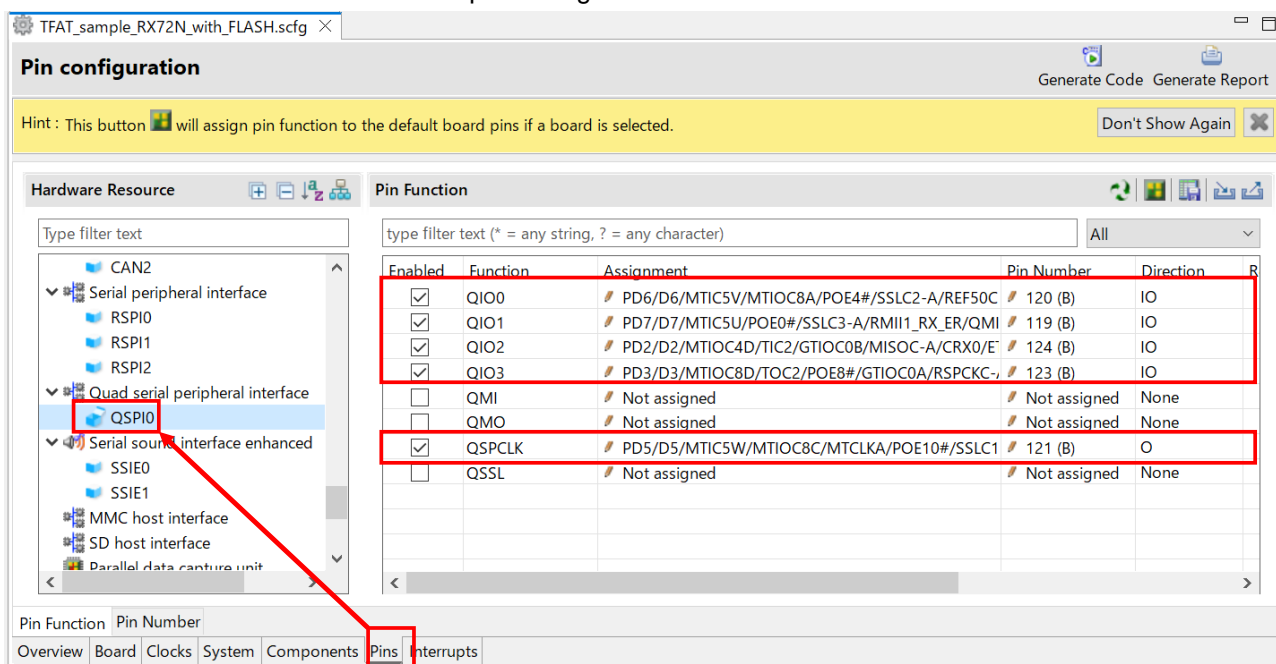 TFAT_sample_RX72N_with_FLASH.scfg
Pin configuration
Generate Code Generate Report
Hint : This button will assign pin function to the default board pins if a board is selected.
Don't Show Again
Hardware Resource
Type filter text
CAN2
Serial peripheral interface
RSPI0
RSPI1
RSPI2
Quad serial peripheral interface
QSPI0
Serial sound interface enhanced
SSIE0
SSIE1
MMC host interface
SD host interface
Parallel data capture unit
Pin Function
type filter text (* = any string, ? = any character)
All
Enabled Function Assignment Pin Number Direction R
QIO0 PD6/D6/MTIC5V/MTIOC8A/POE4#/SSLC2-A/REF50C 120 (B) IO
QIO1 PD7/D7/MTIC5U/POE0#/SSLC3-A/RMII1_RX_ER/QMI 119 (B) IO
QIO2 PD2/D2/MTIOC4D/TIC2/GTIOC0B/MISOC-A/CRX0/ET 124 (B) IO
QIO3 PD3/D3/MTIOC8D/TOC2/POE8#/GTIOC0A/RSPCKC-/ 123 (B) IO
QMI Not assigned Not assigned None
QMO Not assigned Not assigned None
QSPCLK PD5/D5/MTIC5W/MTIOC8C/MTCLKA/POE10#/SSLC1 121 (B) O
QSSL Not assigned Not assigned None
Pin Function Pin Number
Overview Board Clocks System Components Pins Interrupts